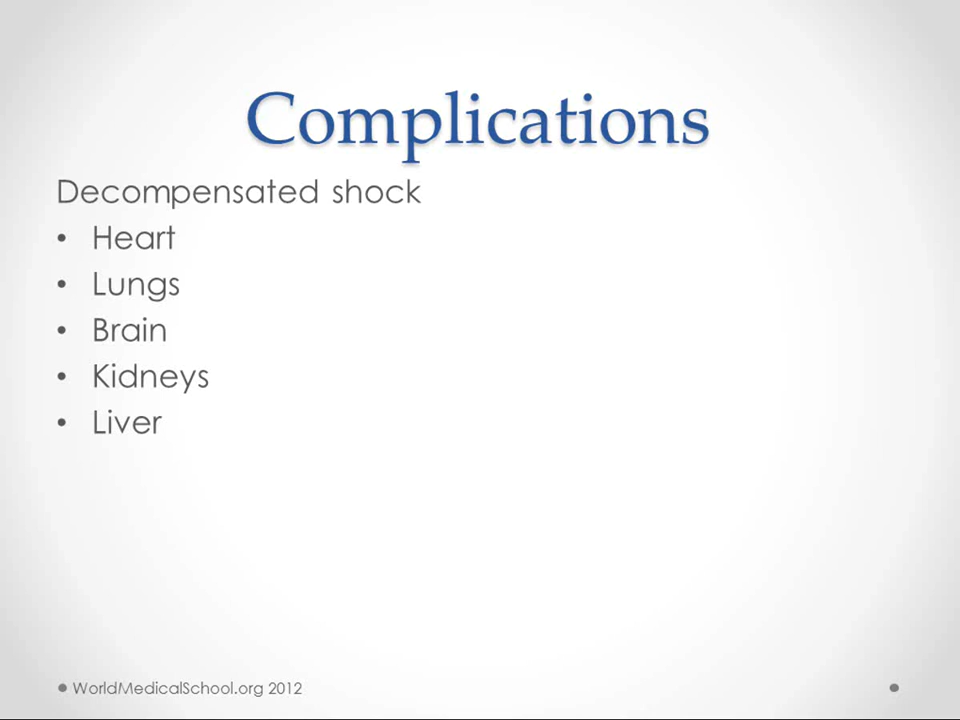 Complications
Decompensated shock
• Heart
• Lungs
• Brain
• Kidneys
• Liver
WorldMedicalSchool.org 2012